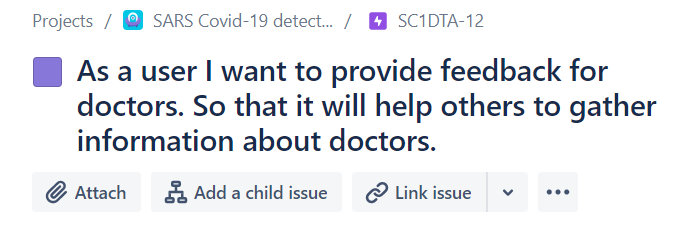 Projects / SARS Covid-19 detect... / SC1DTA-12
As a user I want to provide feedback for
doctors. So that it will help others to gather
information about doctors.
Attach Add a child issue Link issue